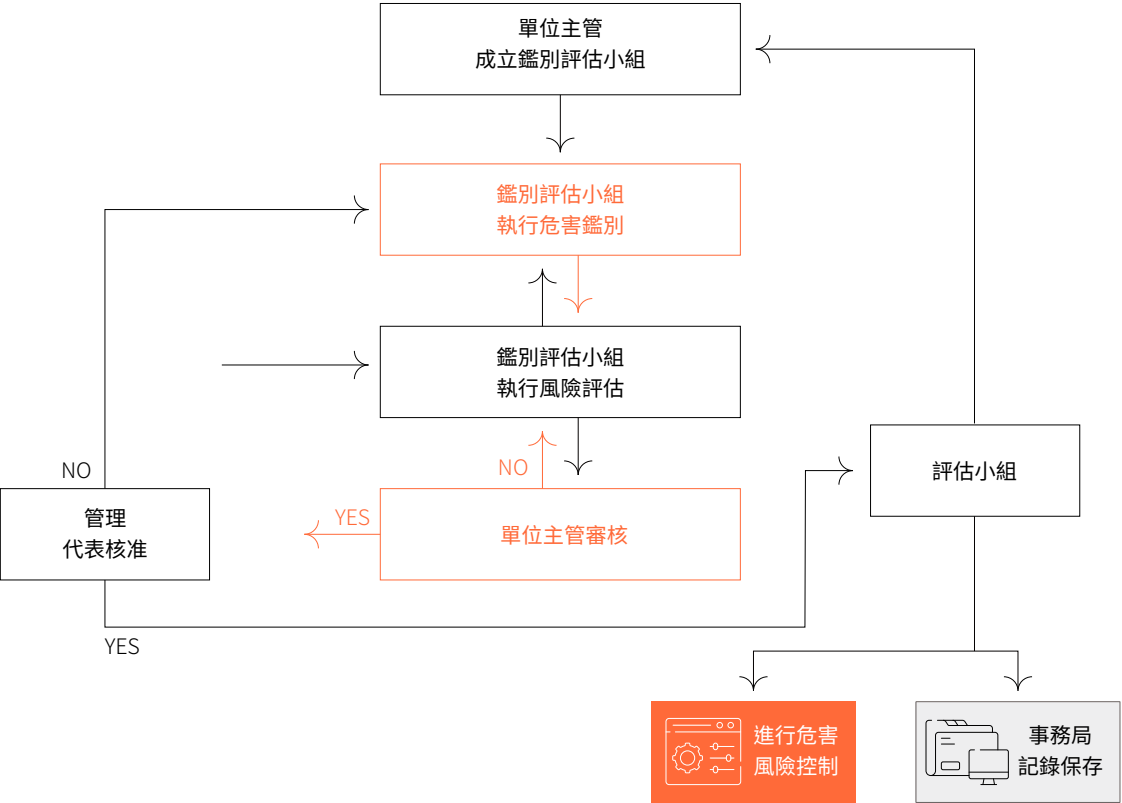 單位主管
成立鑑別評估小組
鑑別評估小組
執行危害鑑別
鑑別評估小組
執行風險評估
NO
NO
YES
單位主管審核
管理
代表核准
YES
評估小組
進行危害
風險控制
事務局
記錄保存